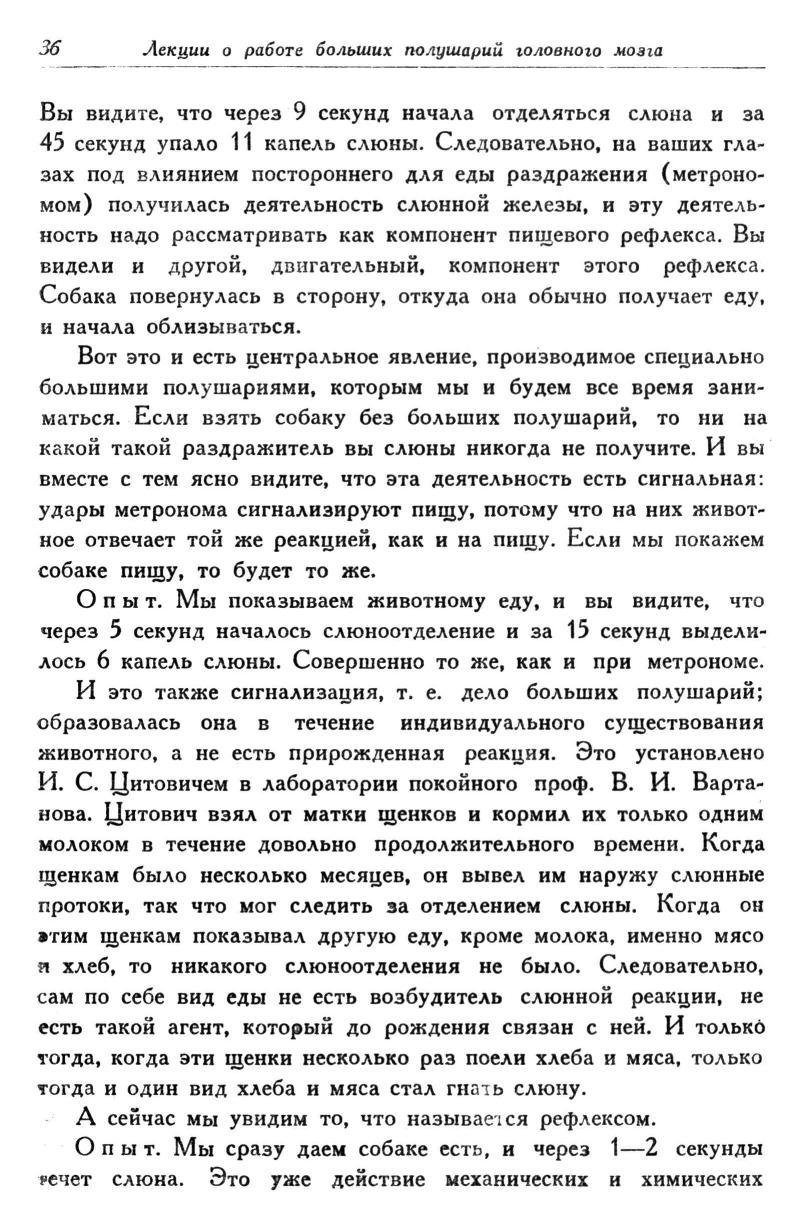 36 Лекции о работе больших полушарий головного мозга
Вы видите, что через 9 секунд начала отделяться слюна и за
45 секунд упало 11 капель слюны. Следовательно, на ваших гла-
зах под влиянием постороннего для еды раздражения (метроно-
мом) получилась деятельность слюнной железы, и эту деятель-
ность надо рассматривать как компонент пищевого рефлекса. Вы
видели и другой, двигательный, компонент этого рефлекса.
Собака повернулась в сторону, откуда она обычно получает еду,
и начала облизываться.
Вот это и есть центральное явление, производимое специально
большими полушариями, которым мы и будем все время зани-
маться. Если взять собаку без больших полушарий, то ни на
какой такой раздражитель вы слюны никогда не получите. И вы
вместе с тем ясно видите, что эта деятельность есть сигнальная:
удары метронома сигнализируют пищу, потому что на них живот-
ное отвечает той же реакцией, как и на пищу. Если мы покажем
собаке пищу, то будет то же.
Опыт. Мы показываем животному еду, и вы видите, что
через 5 секунд началось слюноотделение и за 15 секунд выдели-
лось 6 капель слюны. Совершенно то же, как и при метрономе.
И это также сигнализация, т. е. дело больших полушарий;
образовалась она в течение индивидуального существования
животного, а не есть прирожденная реакция. Это установлено
И. С. Цитовичем в лаборатории покойного проф. В. И. Варта-
нова. Цитович взял от матки щенков и кормил их только одним
молоком в течение довольно продолжительного времени. Когда
щенкам было несколько месяцев, он вывел им наружу слюнные
протоки, так что мог следить за отделением слюны. Когда он
этим щенкам показывал другую еду, кроме молока, именно мясо
и хлеб, то никакого слюноотделения не было. Следовательно,
сам по себе вид еды не есть возбудитель слюнной реакции, не
есть такой агент, который до рождения связан с ней. И только
тогда, когда эти щенки несколько раз поели хлеба и мяса, только
тогда и один вид хлеба и мяса стал гнать слюну.
А сейчас мы увидим то, что называется рефлексом.
Опыт. Мы сразу даем собаке есть, и через 1—2 секунды
течет слюна. Это уже действие механических и химических